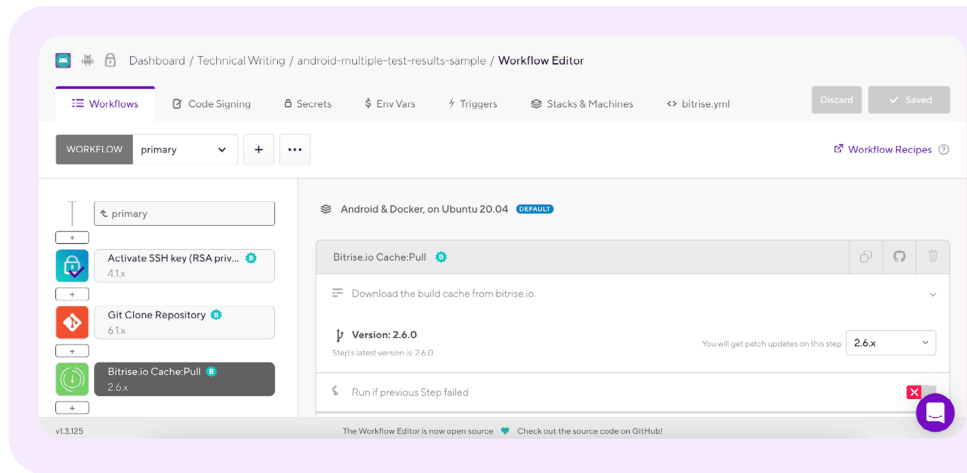 Dashboard / Technical Writing / android-multiple-test-results-sample / Workflow Editor
Workflows Code Signing Secrets $ Env Vars Triggers Stacks & Machines <> bitrise.yml Discard Saved
WORKFLOW primary + ... Workflow Recipes ?
primary
Android & Docker, on Ubuntu 20.04 DEFAULT
+
Activate SSH key (RSA priv... B
4.1.x
+
Git Clone Repository B
6.1.x
+
Bitrise.io Cache:Pull B
2.6.x
+
Bitrise.io Cache:Pull B
Download the build cache from bitrise.io.
Version: 2.6.0
Step's latest version is: 2.6.0
You will get patch updates on this step
2.6.x
Run if previous Step failed
v1.3.125
The Workflow Editor is now open source Check out the source code on GitHub!